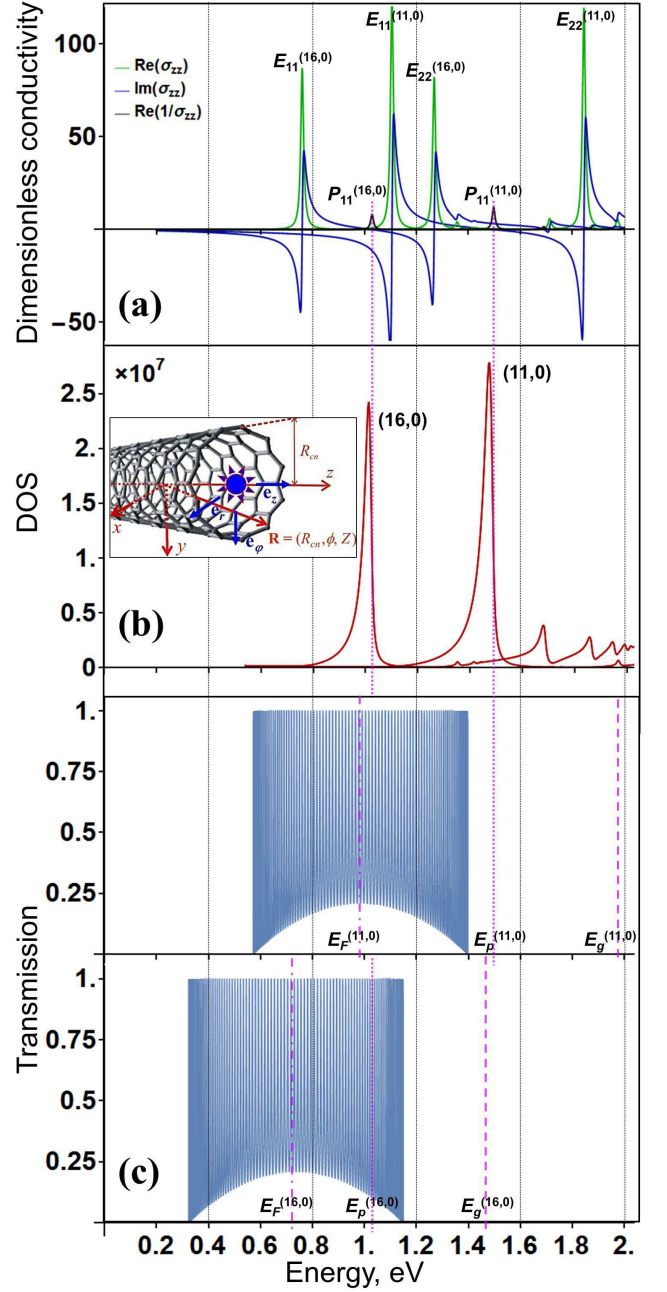 Dimensionless conductivity
100
50
0
−50
Re(σzz)
Im(σzz)
Re(1/σzz)
E11(16,0)
E11(11,0)
E22(16,0)
E22(11,0)
P11(16,0)
P11(11,0)
(a)
×10^7
DOS
2.5
2.
1.5
1
0.5
0
(16,0)
(11,0)
Rcn
z
ez
er
x
y
eφ
R = (Rcn, ϕ, Z)
(b)
Transmission
1.
0.75
0.5
0.25
EF(11,0)
Ep(11,0)
Eg(11,0)
1.
0.75
0.5
0.25
(c)
EF(16,0)
Ep(16,0)
Eg(16,0)
0.2 0.4 0.6 0.8 1. 1.2 1.4 1.6 1.8 2.
Energy, eV